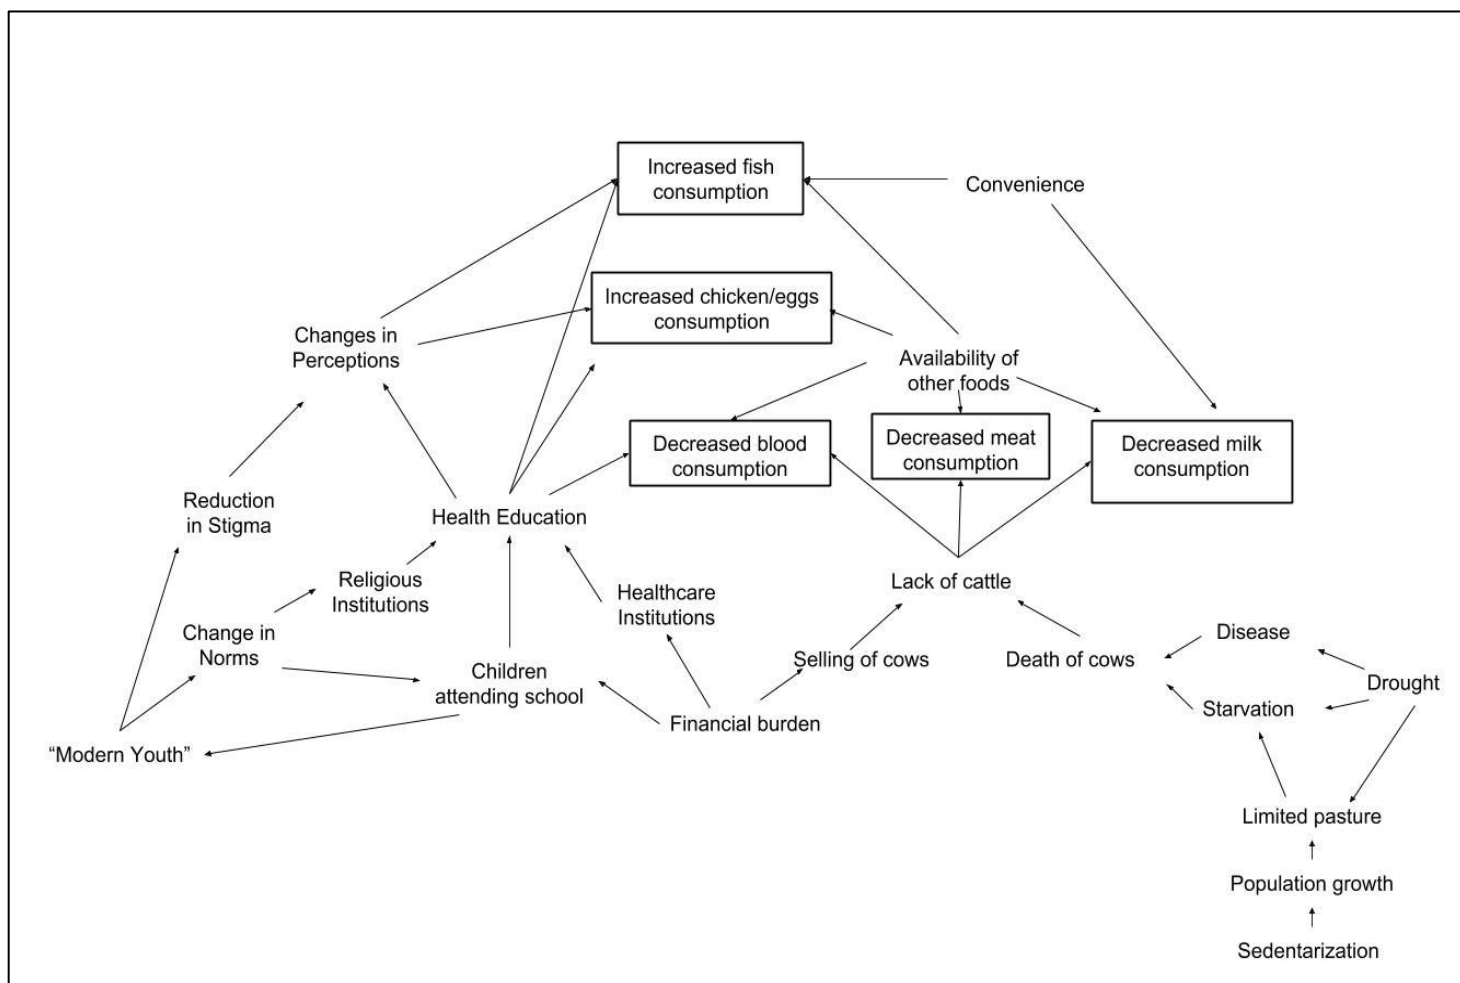 Increased fish
consumption
Convenience
Increased chicken/eggs
consumption
Changes in
Perceptions
Availability of
other foods
Decreased blood
consumption
Decreased meat
consumption
Decreased milk
consumption
Reduction
in Stigma
Health Education
Religious
Institutions
Healthcare
Institutions
Lack of cattle
Change in
Norms
Children
attending school
Selling of cows
Death of cows
Disease
Drought
Starvation
Financial burden
“Modern Youth”
Limited pasture
Population growth
Sedentarization